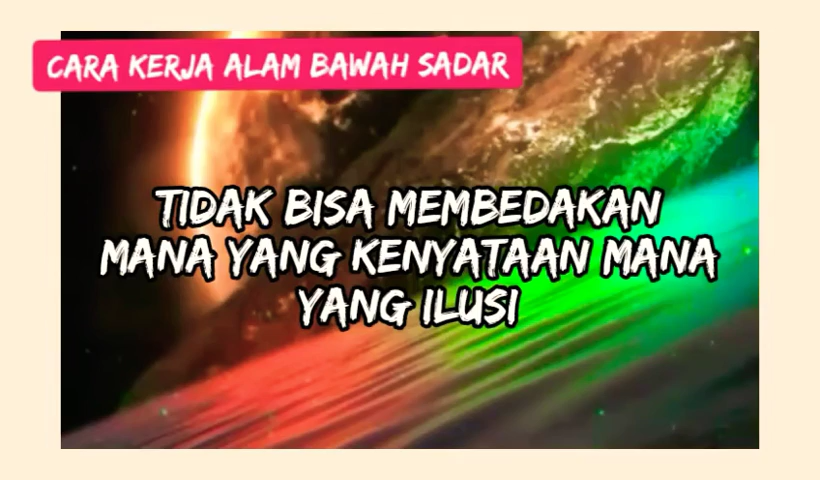 CARA KERJA ALAM BAWAH SADAR
TIDAK BISA MEMBEDAKAN
MANA YANG KENYATAAN MANA
YANG ILUSI